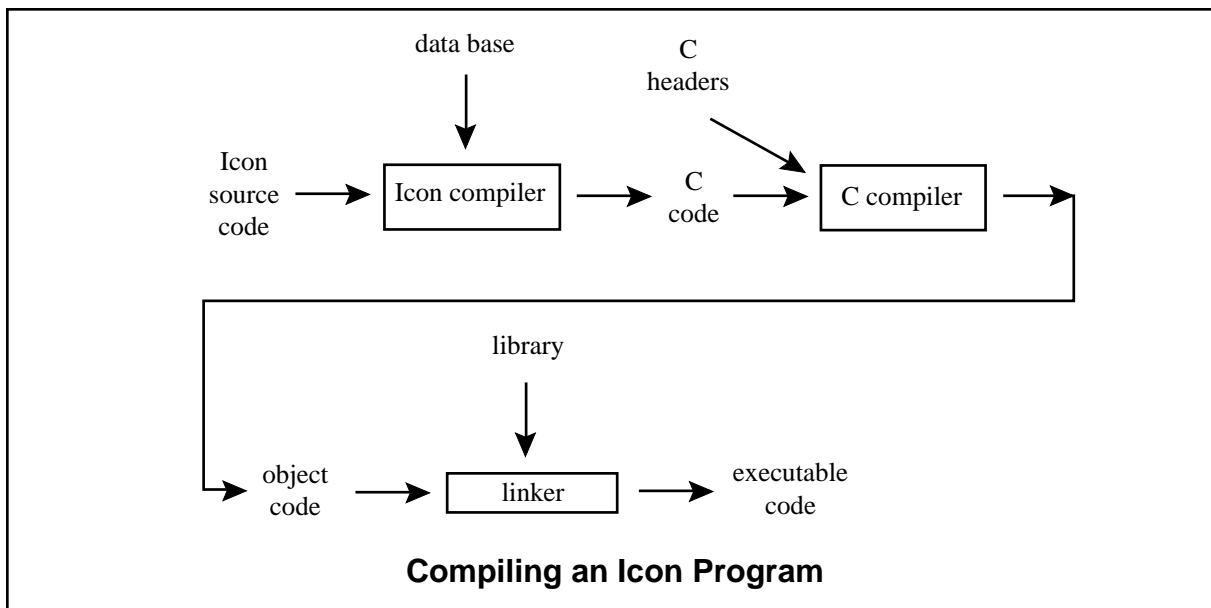 data base
C
headers
Icon
source
code
Icon compiler
C
code
C compiler
library
object
code
linker
executable
code
Compiling an Icon Program